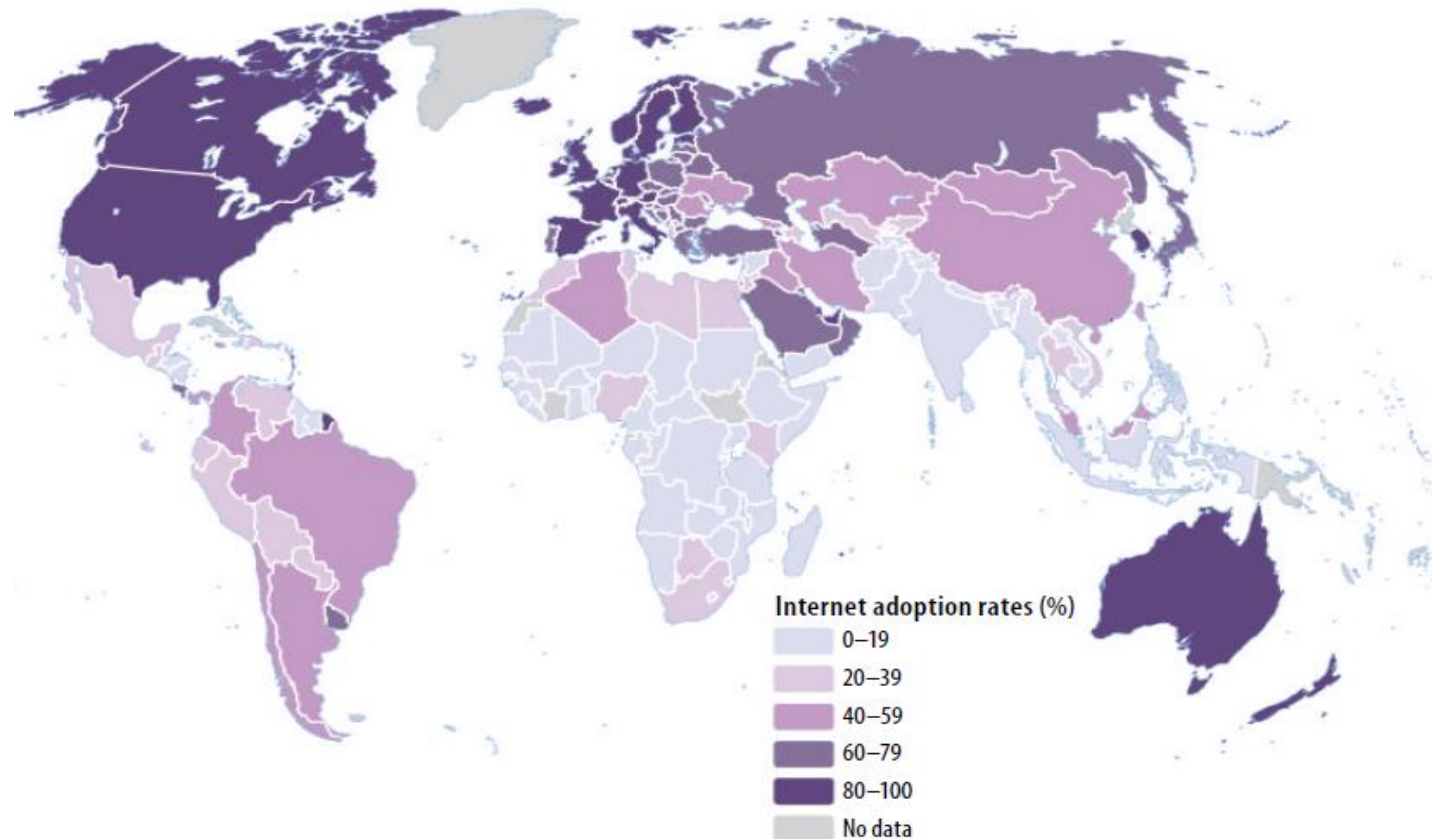 Internet adoption rates (%)
0–19
20–39
40–59
60–79
80–100
No data